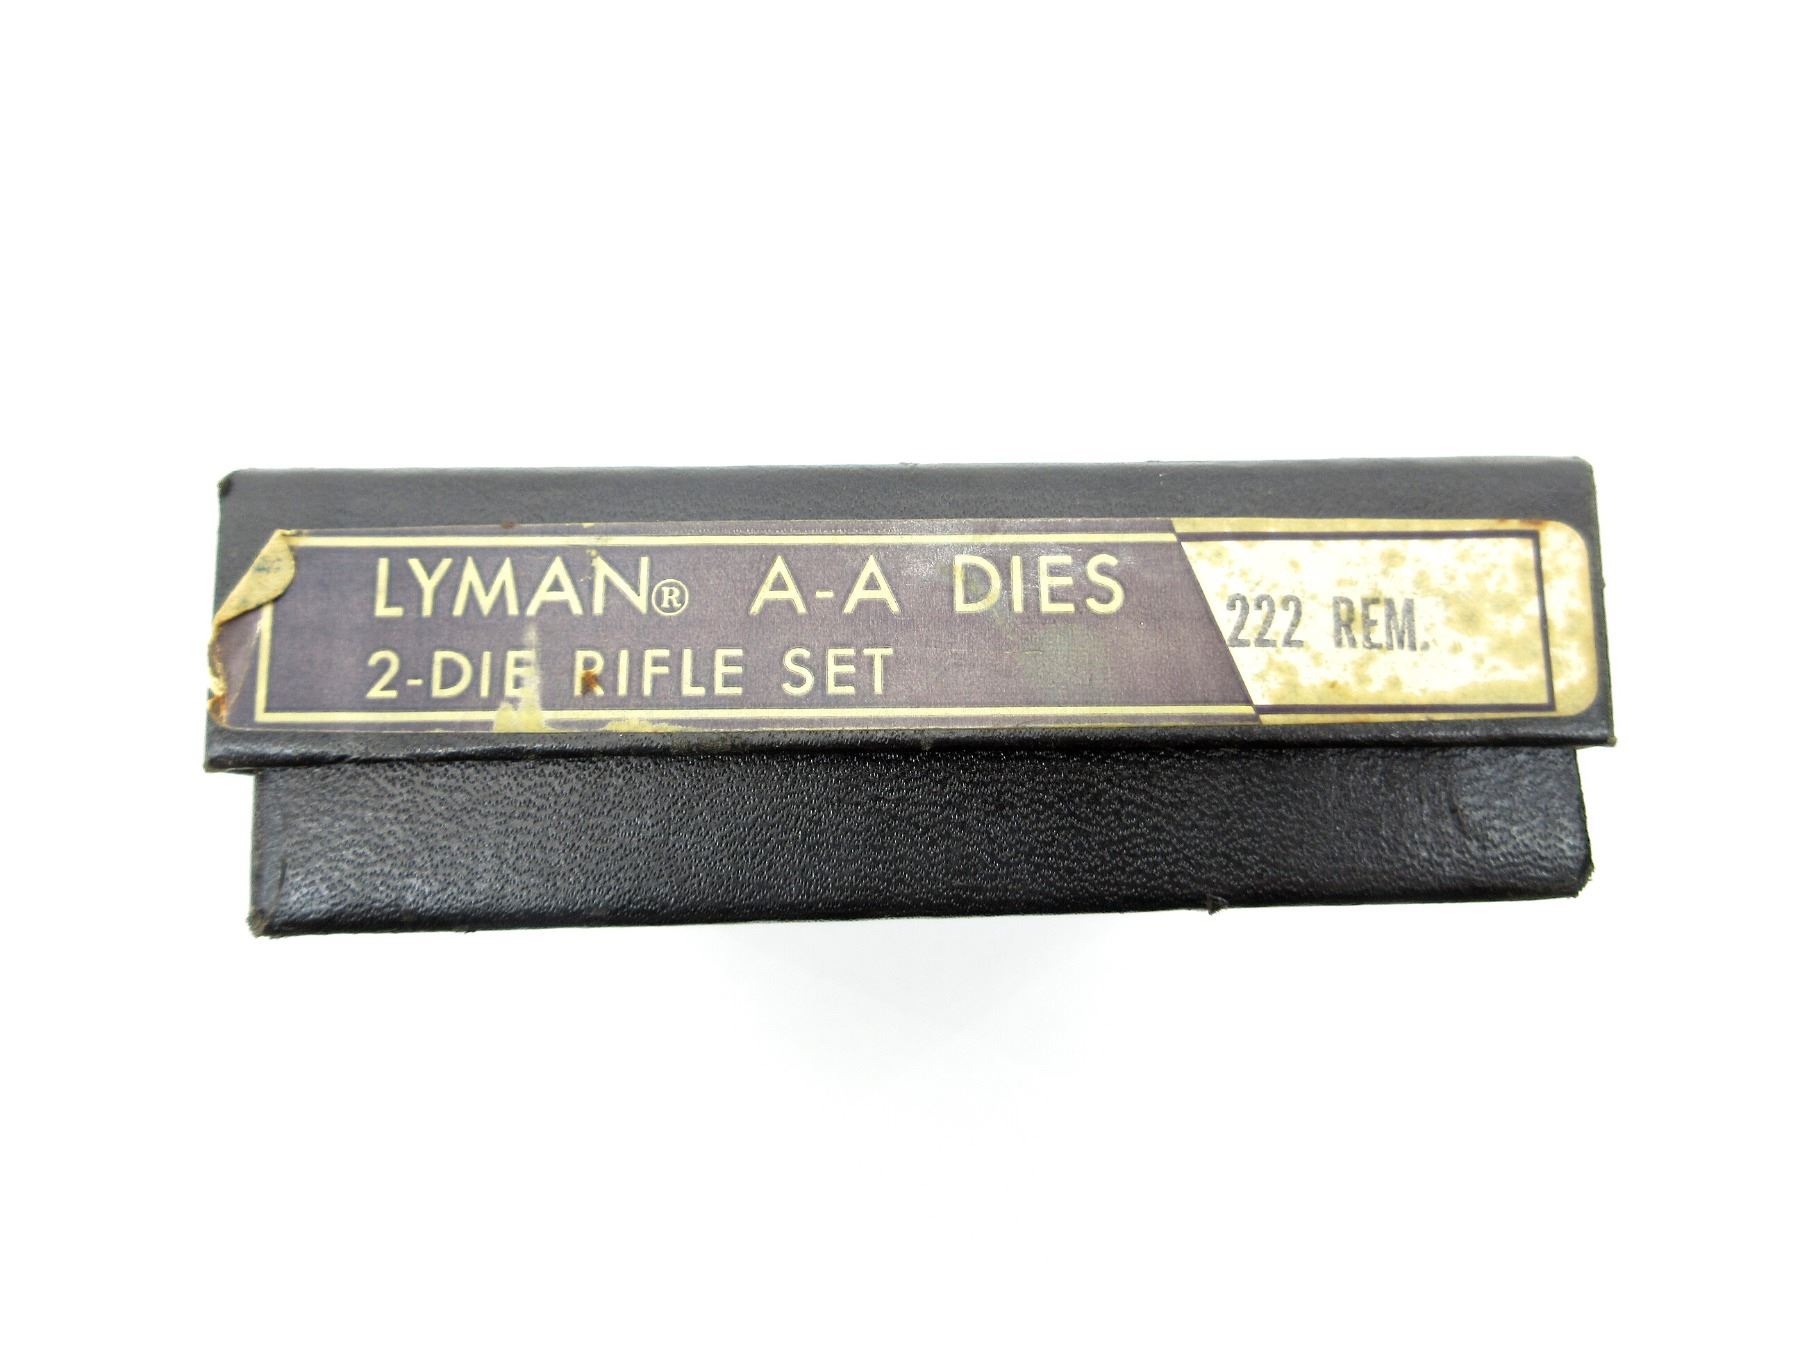 LYMAN® A-A DIES
2-DIE RIFLE SET
222 REM.